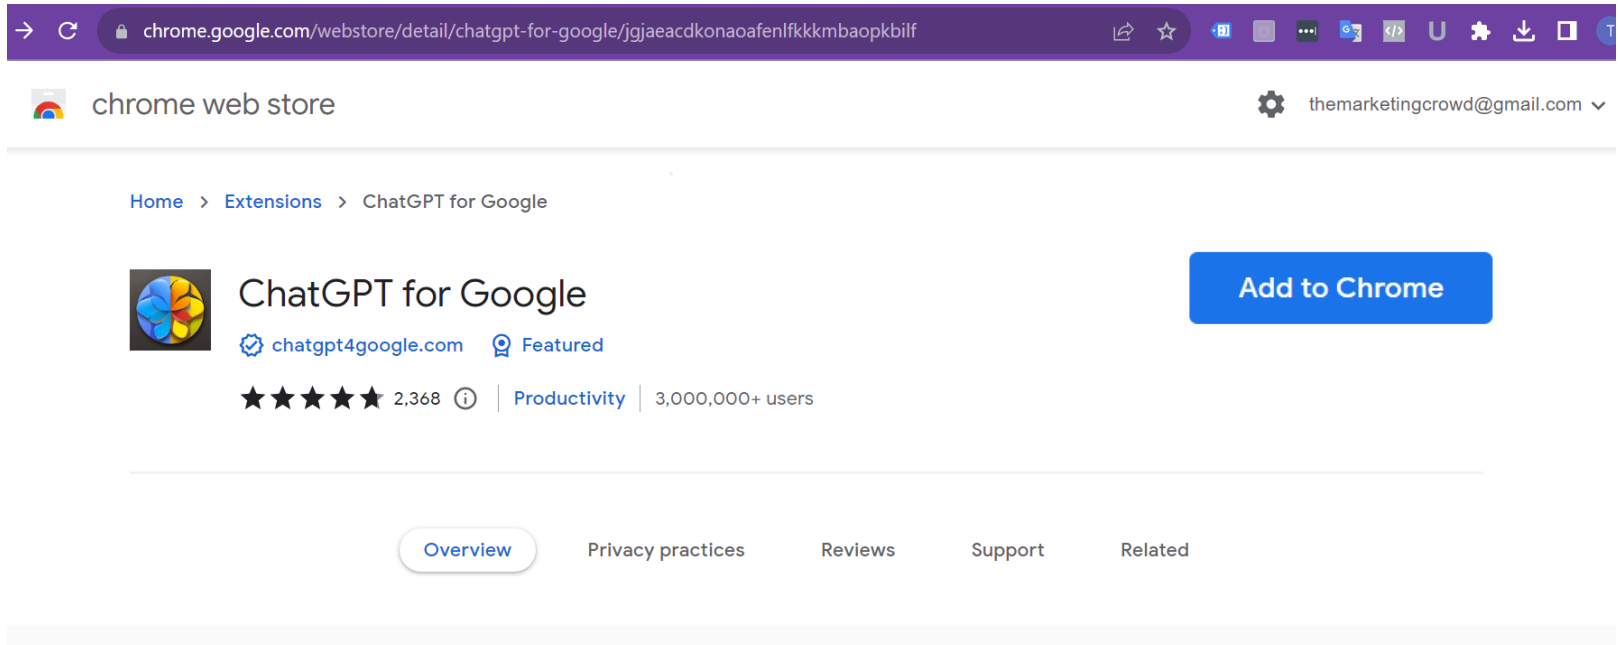 chrome.google.com/webstore/detail/chatgpt-for-google/jgjaeacdkonaoafenlfkkkmbaopkbilf
chrome web store
themarketingcrowd@gmail.com
Home > Extensions > ChatGPT for Google
ChatGPT for Google
Add to Chrome
chatgpt4google.com Featured
2,368 Productivity 3,000,000+ users
Overview Privacy practices Reviews Support Related